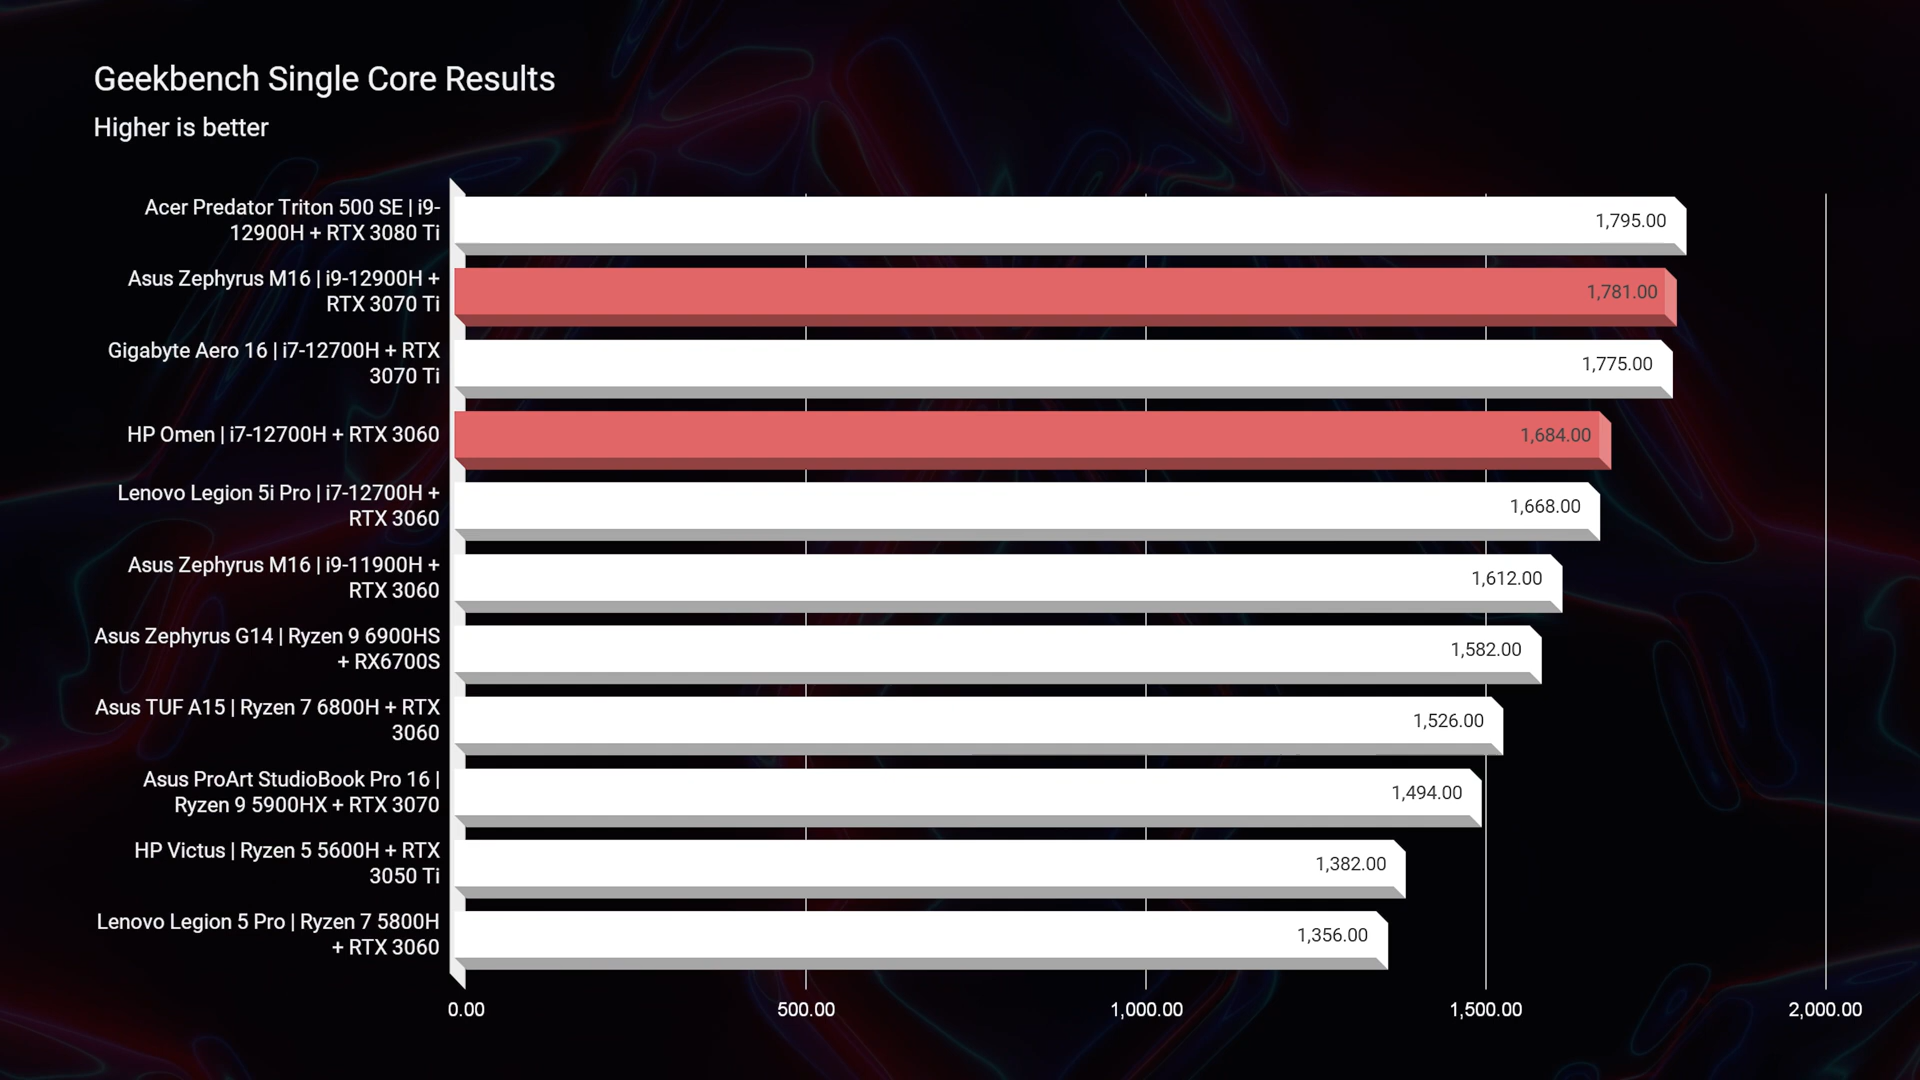 Geekbench Single Core Results
Higher is better
Acer Predator Triton 500 SE | i9-
12900H + RTX 3080 Ti
1,795.00
Asus Zephyrus M16 | i9-12900H +
RTX 3070 Ti
1,781.00
Gigabyte Aero 16 | i7-12700H + RTX
3070 Ti
1,775.00
HP Omen | i7-12700H + RTX 3060
1,684.00
Lenovo Legion 5i Pro | i7-12700H +
RTX 3060
1,668.00
Asus Zephyrus M16 | i9-11900H +
RTX 3060
1,612.00
Asus Zephyrus G14 | Ryzen 9 6900HS
+ RX6700S
1,582.00
Asus TUF A15 | Ryzen 7 6800H + RTX
3060
1,526.00
Asus ProArt StudioBook Pro 16 |
Ryzen 9 5900HX + RTX 3070
1,494.00
HP Victus | Ryzen 5 5600H + RTX
3050 Ti
1,382.00
Lenovo Legion 5 Pro | Ryzen 7 5800H
+ RTX 3060
1,356.00
0.00 500.00 1,000.00 1,500.00 2,000.00